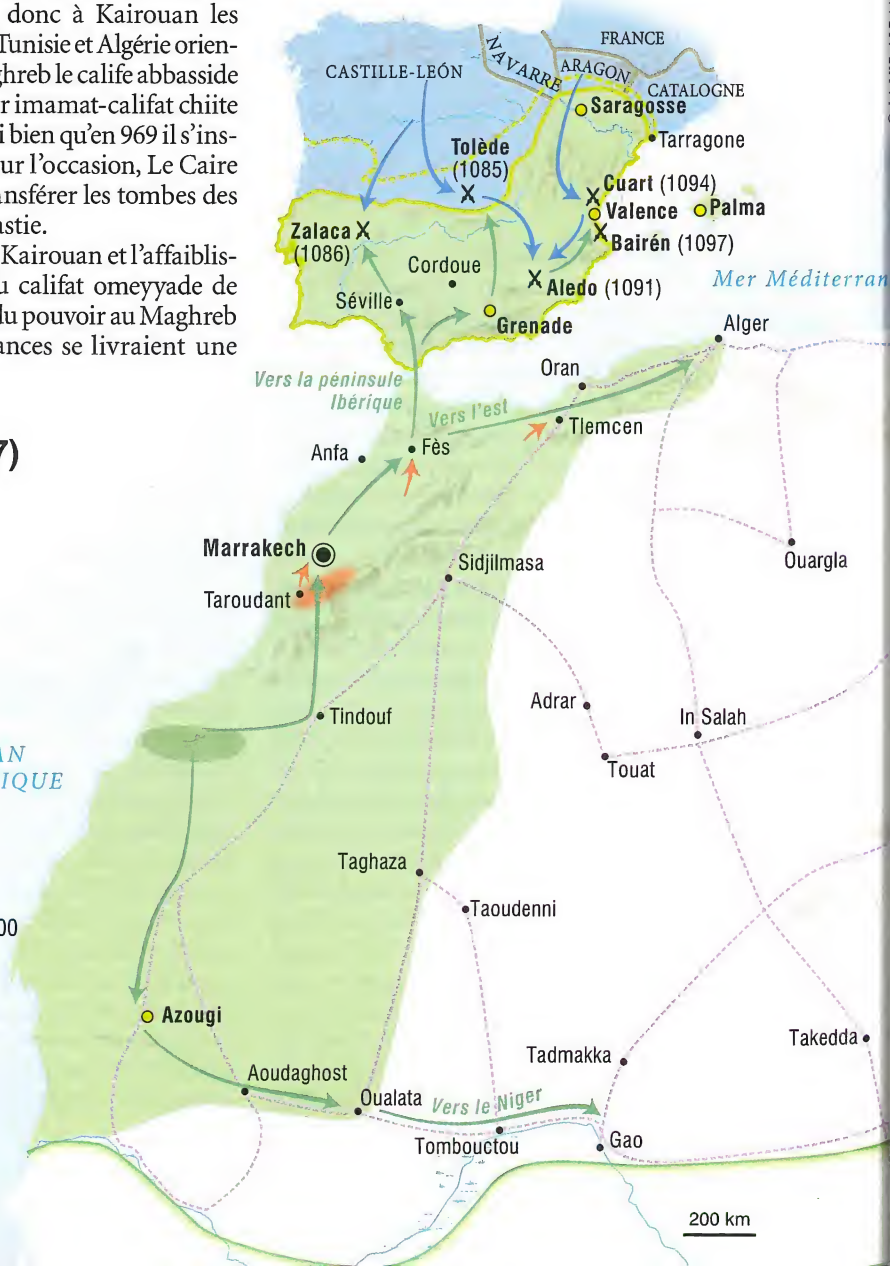 donc à Kairouan les
Tunisie et Algérie orien-
ghreb le calife abbasside
r imamat-califat chiite
i bien qu'en 969 il s'ins-
ur l'occasion, Le Caire
ansférer les tombes des
astie.
Kairouan et l'affaiblis-
u califat omeyyade de
du pouvoir au Maghreb
ances se livraient une
7)
FRANCE
NAVARRE
ARAGON
CASTILLE-LEÓN
CATALOGNE
Saragosse
Tarragone
Tolède
(1085)
Cuart (1094)
Valence
Palma
Zalaca
(1086)
Bairén (1097)
Cordoue
Aledo (1091)
Mer Méditerran
Séville
Grenade
Alger
Oran
Vers la péninsule
Ibérique
Vers l'est
Tlemcen
Anfa
Fès
Marrakech
Ouargla
Sidjilmasa
Taroudant
Adrar
In Salah
Tindouf
AN
IQUE
Touat
Taghaza
Taoudenni
00
Azougi
Takedda
Tadmakka
Aoudaghost
Oualata
Vers le Niger
Tombouctou
Gao
200 km